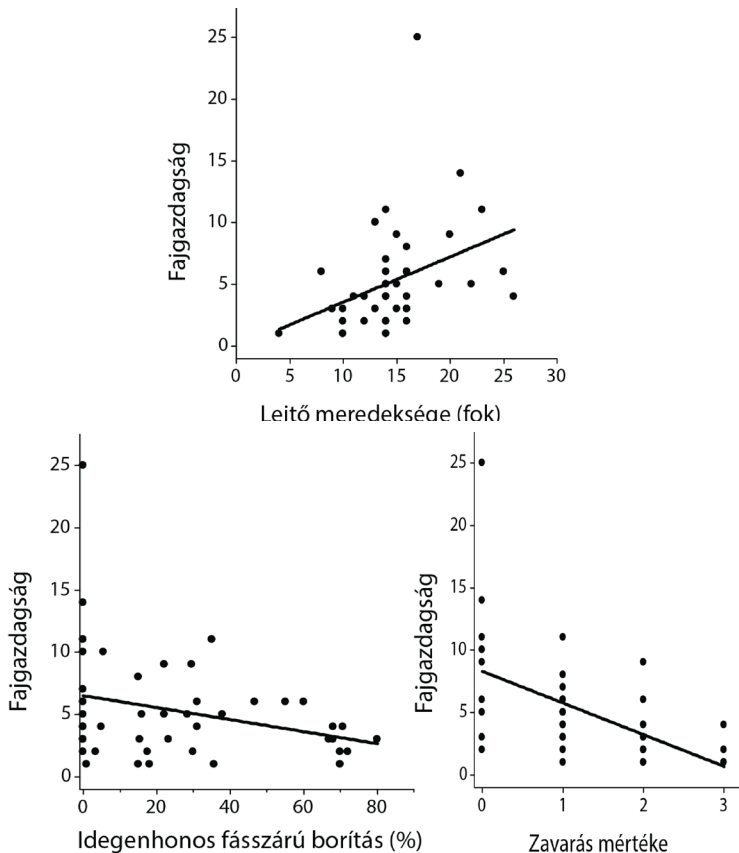 Fajgazdagság
25
20
15
10
5
0
0 5 10 15 20 25 30
Lejtő meredeksége (fok)
Fajgazdagság
25
20
15
10
5
0
0 20 40 60 80
Idegenhonos fásszárú borítás (%)
Fajgazdagság
25
20
15
10
5
0
0 1 2 3
Zavarás mértéke